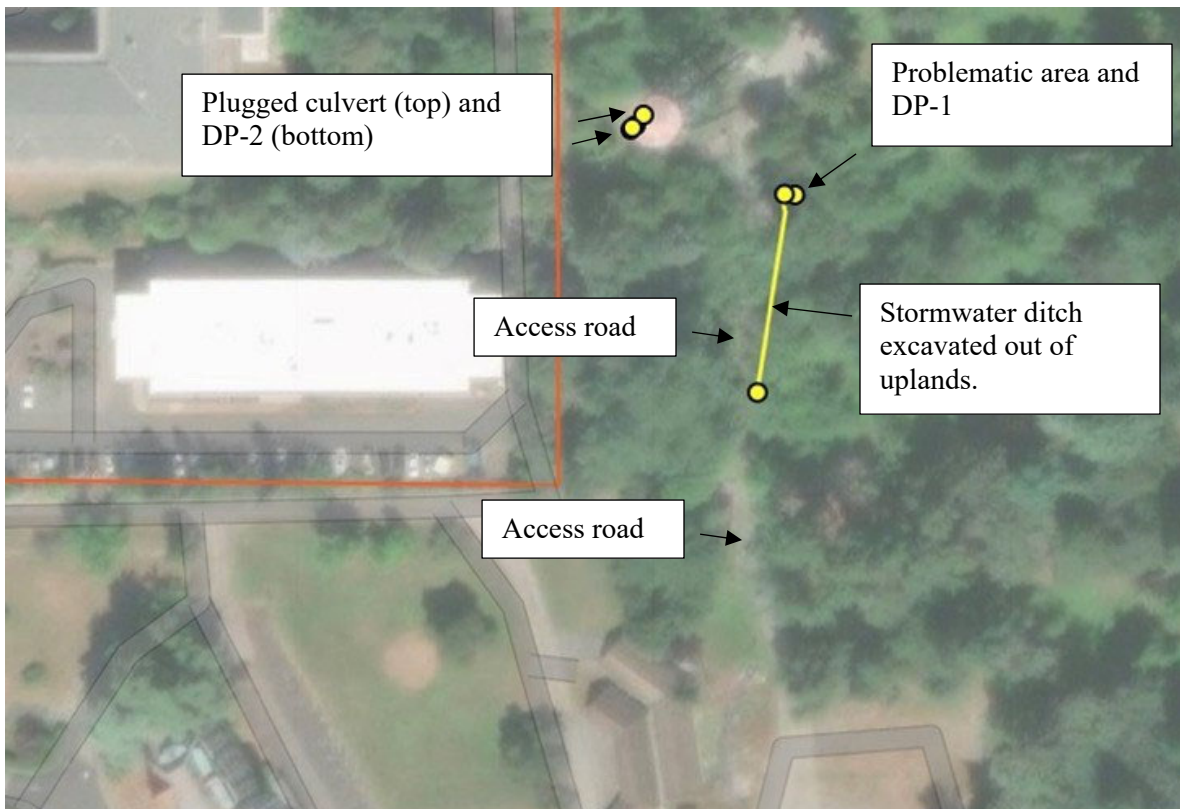 Plugged culvert (top) and
DP-2 (bottom)
Problematic area and
DP-1
Access road
Stormwater ditch
excavated out of
uplands.
Access road